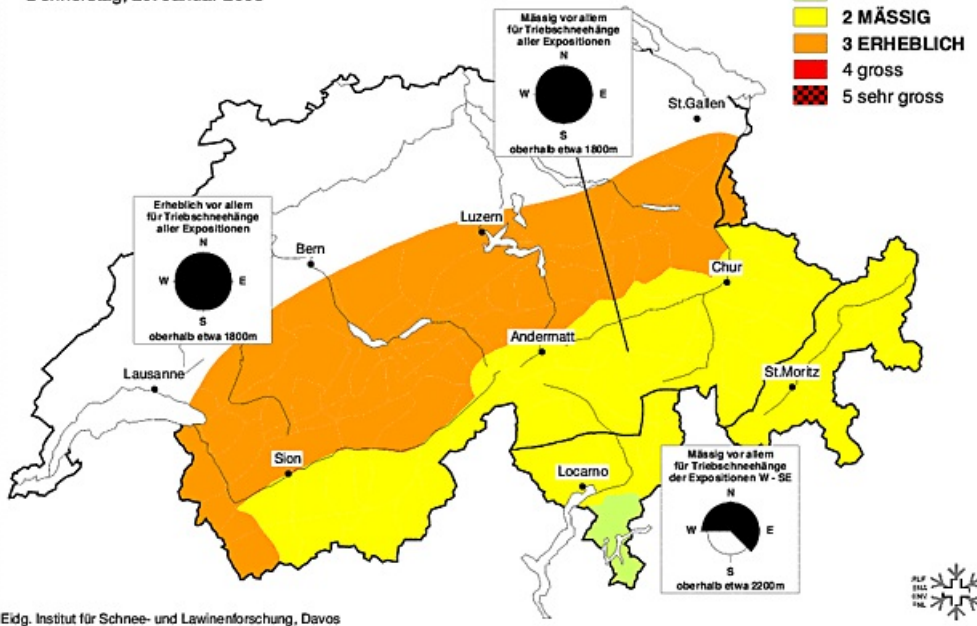 2 MÄSSIG
3 ERHEBLICH
4 gross
5 sehr gross
Mässig vor allem
für Triebschneehänge
aller Expositionen
N
W E
S
oberhalb etwa 1800m
St.Gallen
Erheblich vor allem
für Triebschneehänge
aller Expositionen
N
W E
S
oberhalb etwa 1800m
Luzern
Bern
Chur
Andermatt
Lausanne
St.Moritz
Sion
Locarno
Mässig vor allem
für Triebschneehänge
der Expositionen W - SE
N
W E
S
oberhalb etwa 2200m
SLF
Eidg. Institut für Schnee- und Lawinenforschung, Davos